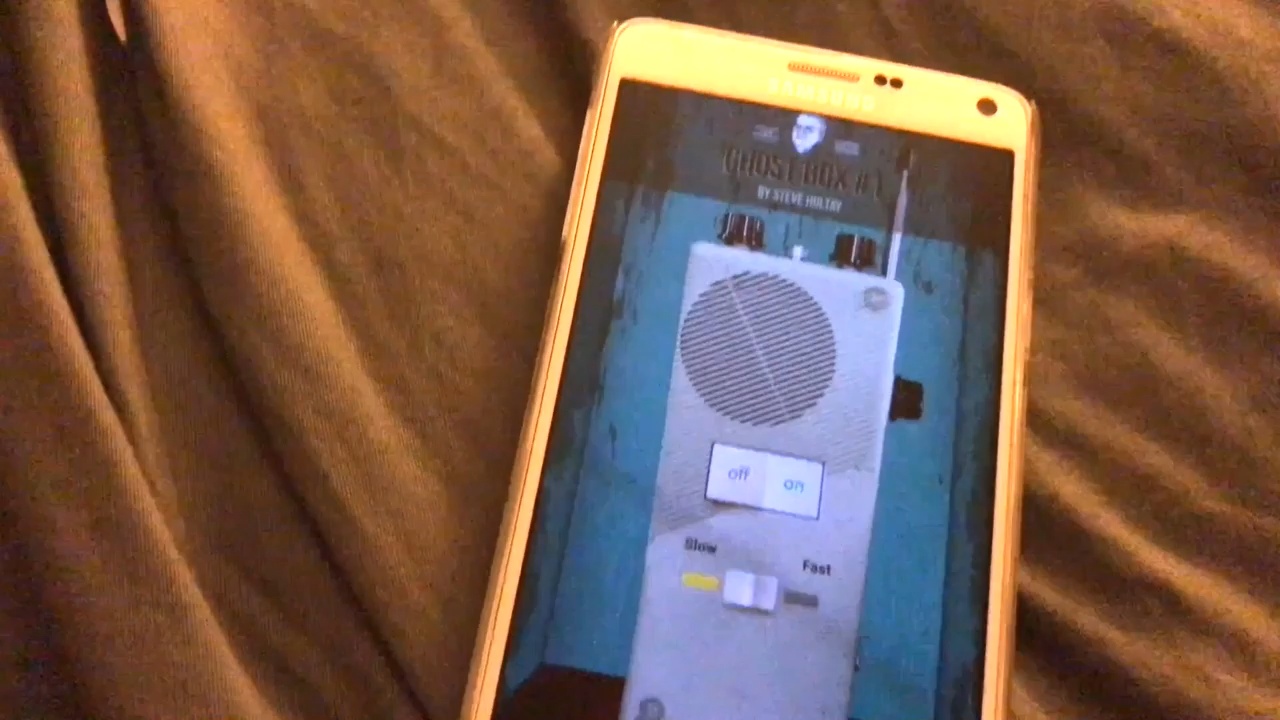 SAMSUNG
GHOST BOX #1
BY STEVE HULTAY
off on
Slow
Fast